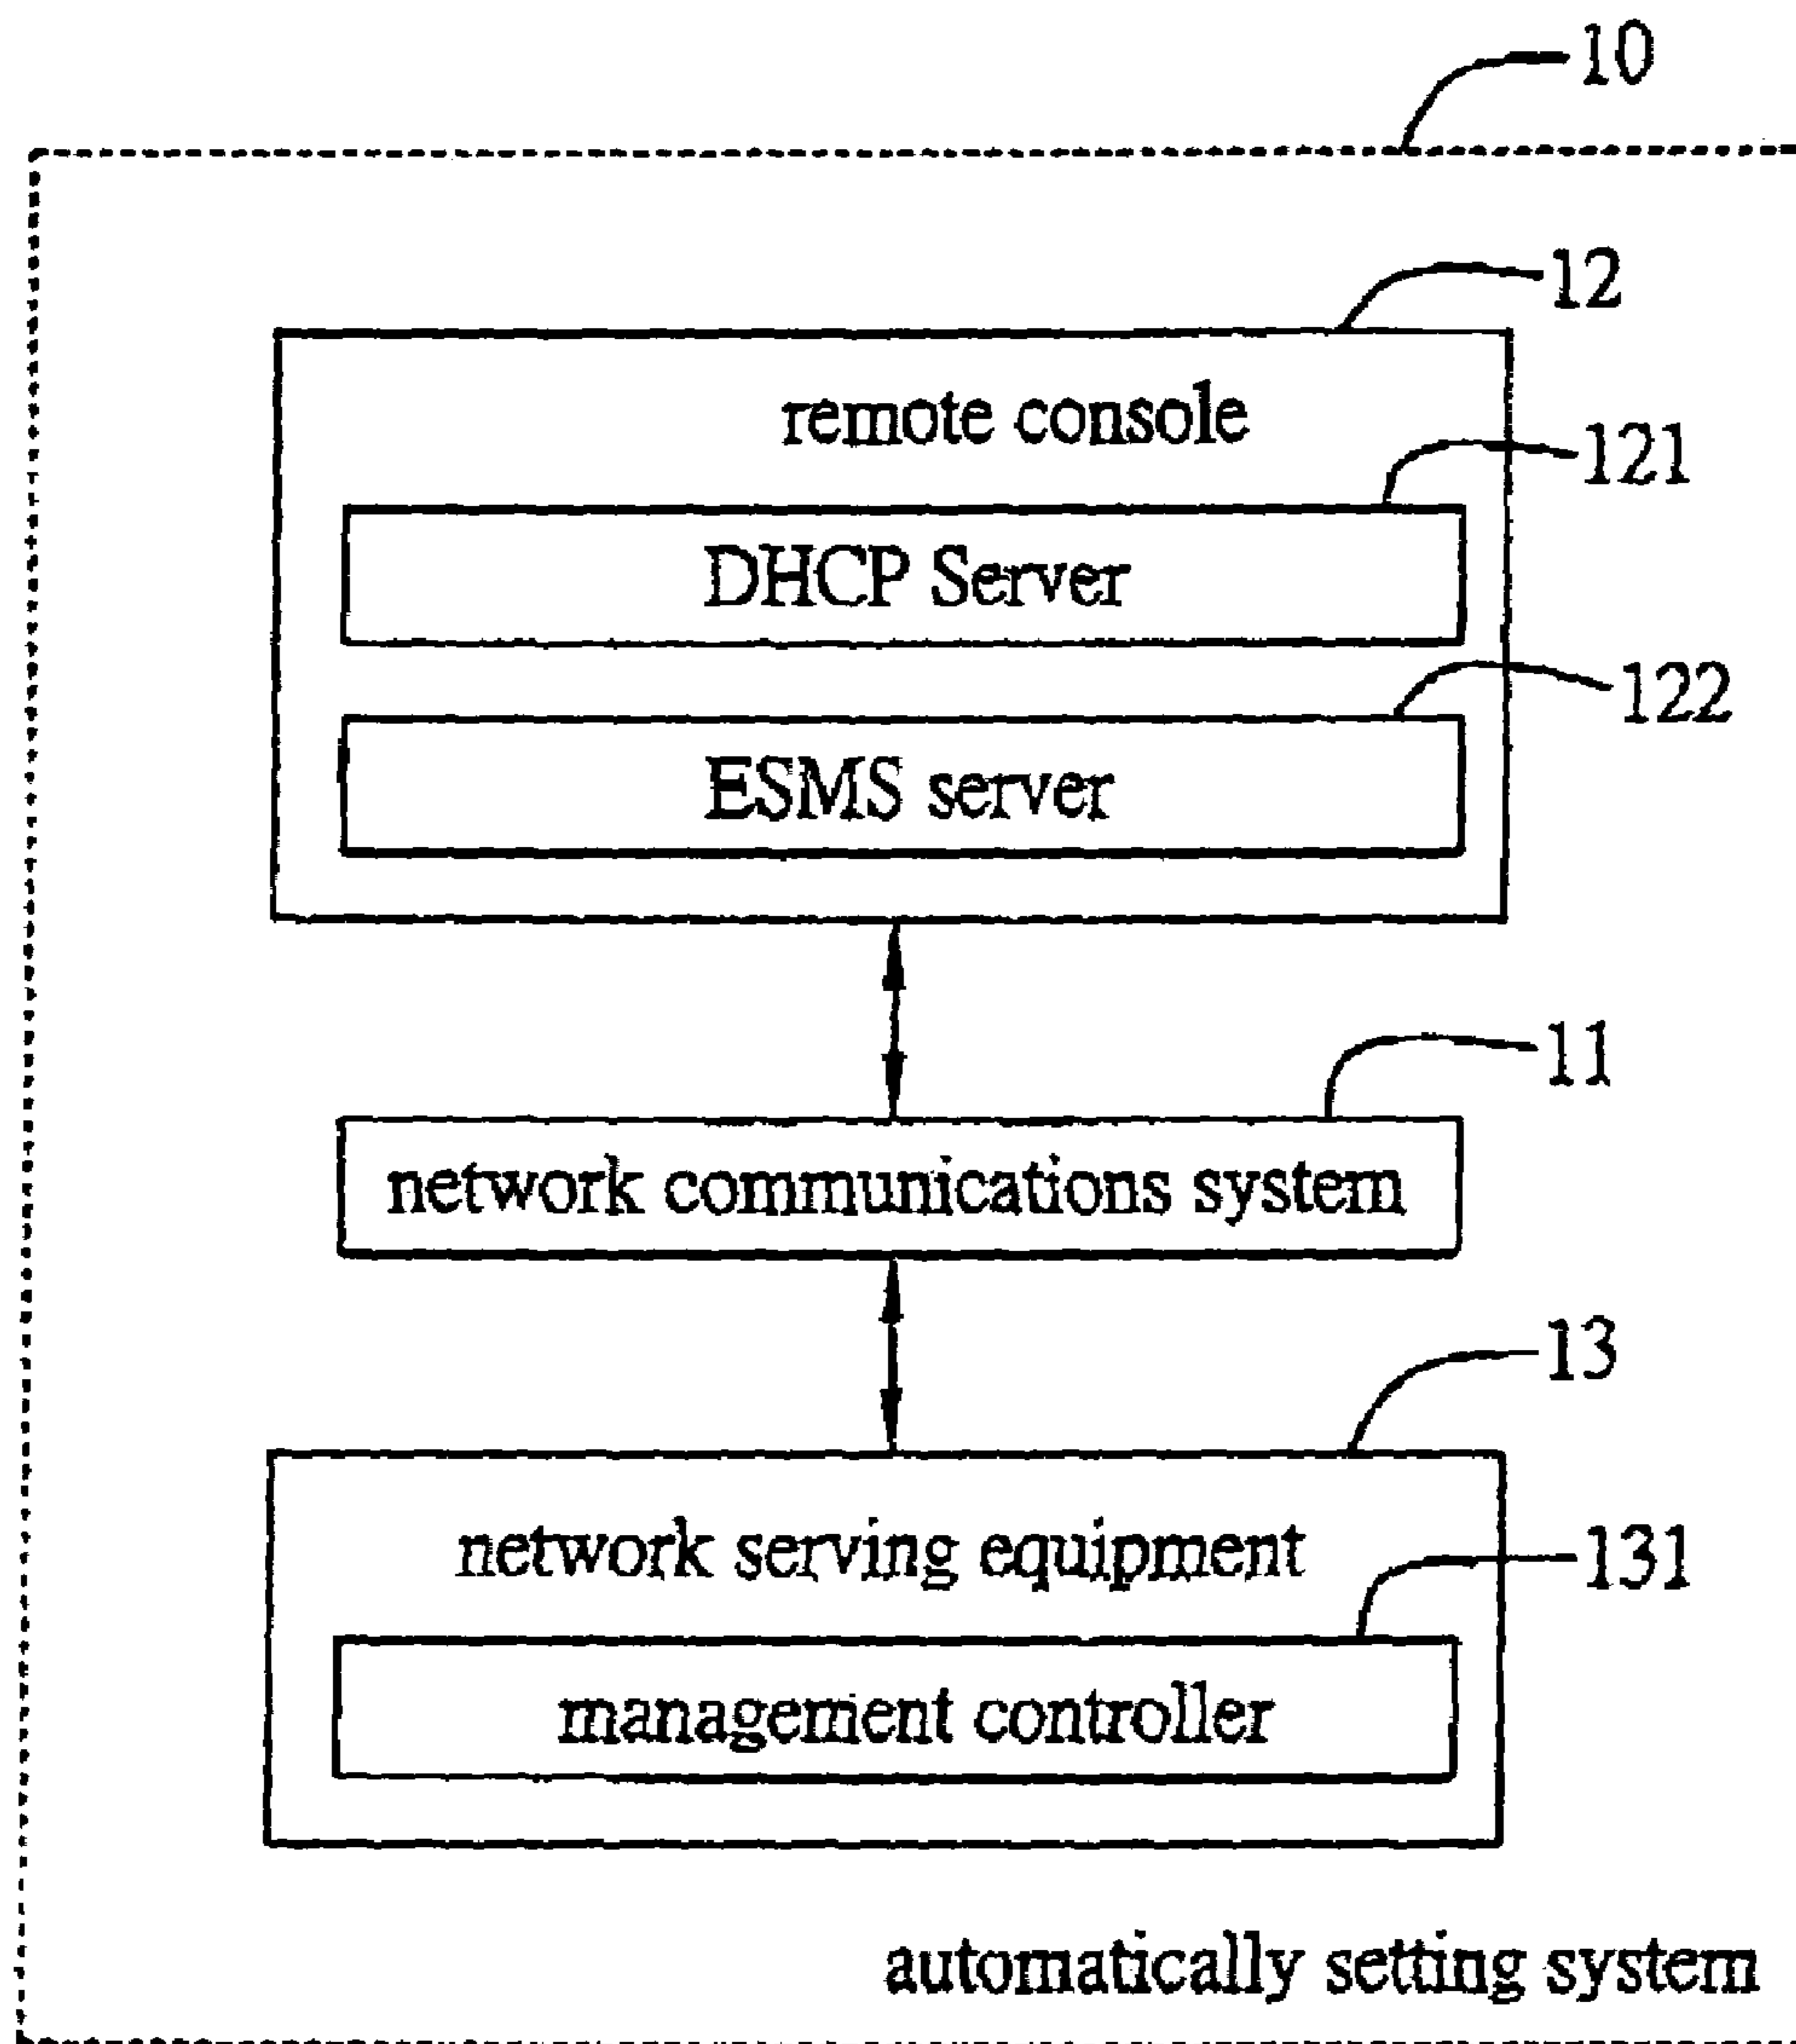 10
12
remote console
121
DHCP Server
122
ESMS server
11
network communications system
13
network serving equipment
131
management controller
automatically setting system